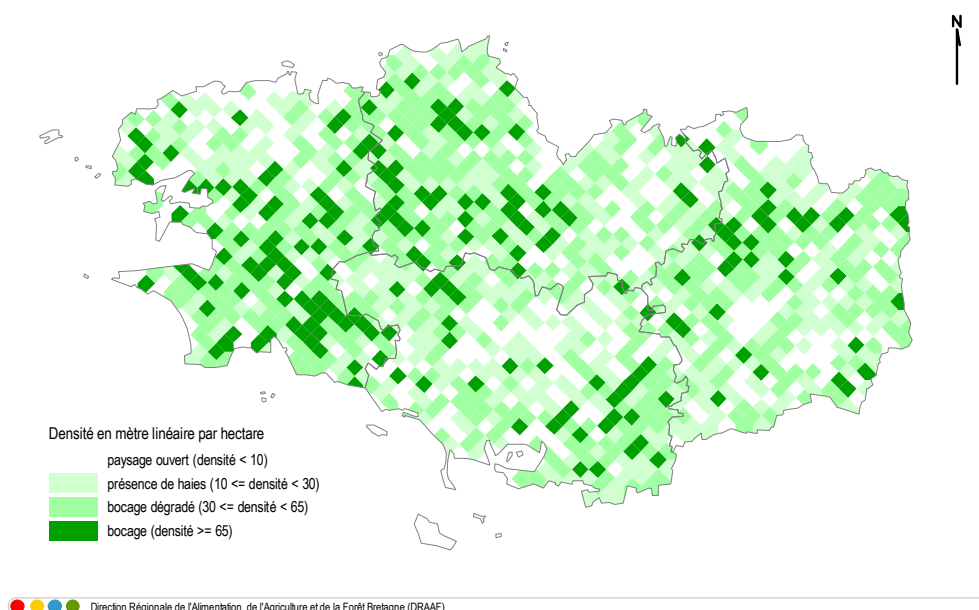 N
Densité en mètre linéaire par hectare
paysage ouvert (densité < 10)
présence de haies (10 <= densité < 30)
bocage dégradé (30 <= densité < 65)
bocage (densité >= 65)
Direction Régionale de l'Alimentation, de l'Agriculture et de la Forêt Bretagne (DRAAF)